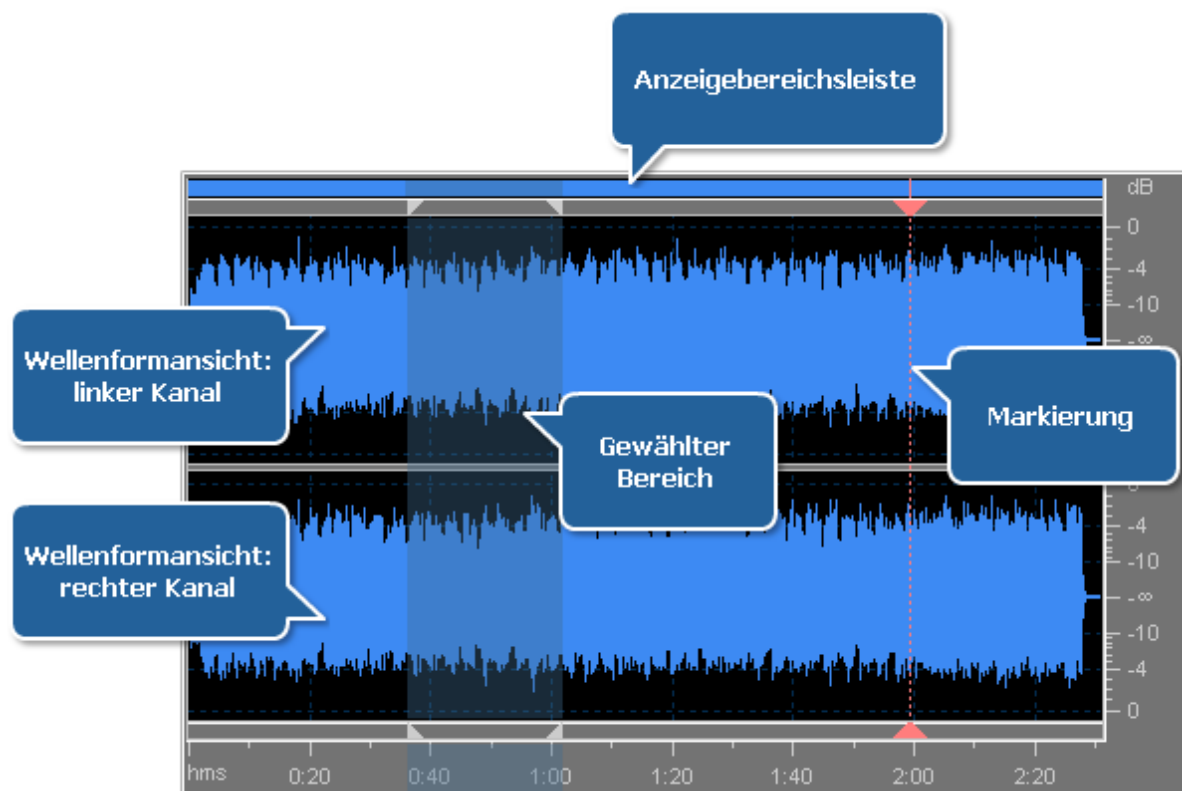 Anzeigebereichsleiste
dB
0
-4
-10
-∞
Wellenformansicht:
linker Kanal
Gewählter
Bereich
Markierung
0
-4
-10
-∞
-10
-4
0
Wellenformansicht:
rechter Kanal
hms 0:20 0:40 1:00 1:20 1:40 2:00 2:20